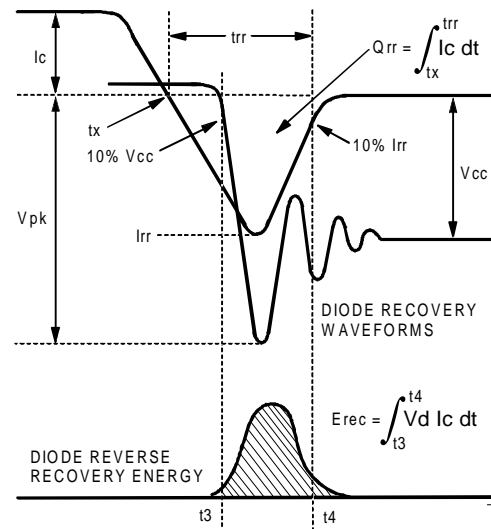 trr
Ic
Qrr = ∫ trr tx Ic dt
tx
10% Vcc
10% Irr
Vcc
Vpk
Irr
DIODE RECOVERY
WAVEFORMS
Erec = ∫ t4 t3 Vd Ic dt
DIODE REVERSE
RECOVERY ENERGY
t3
t4